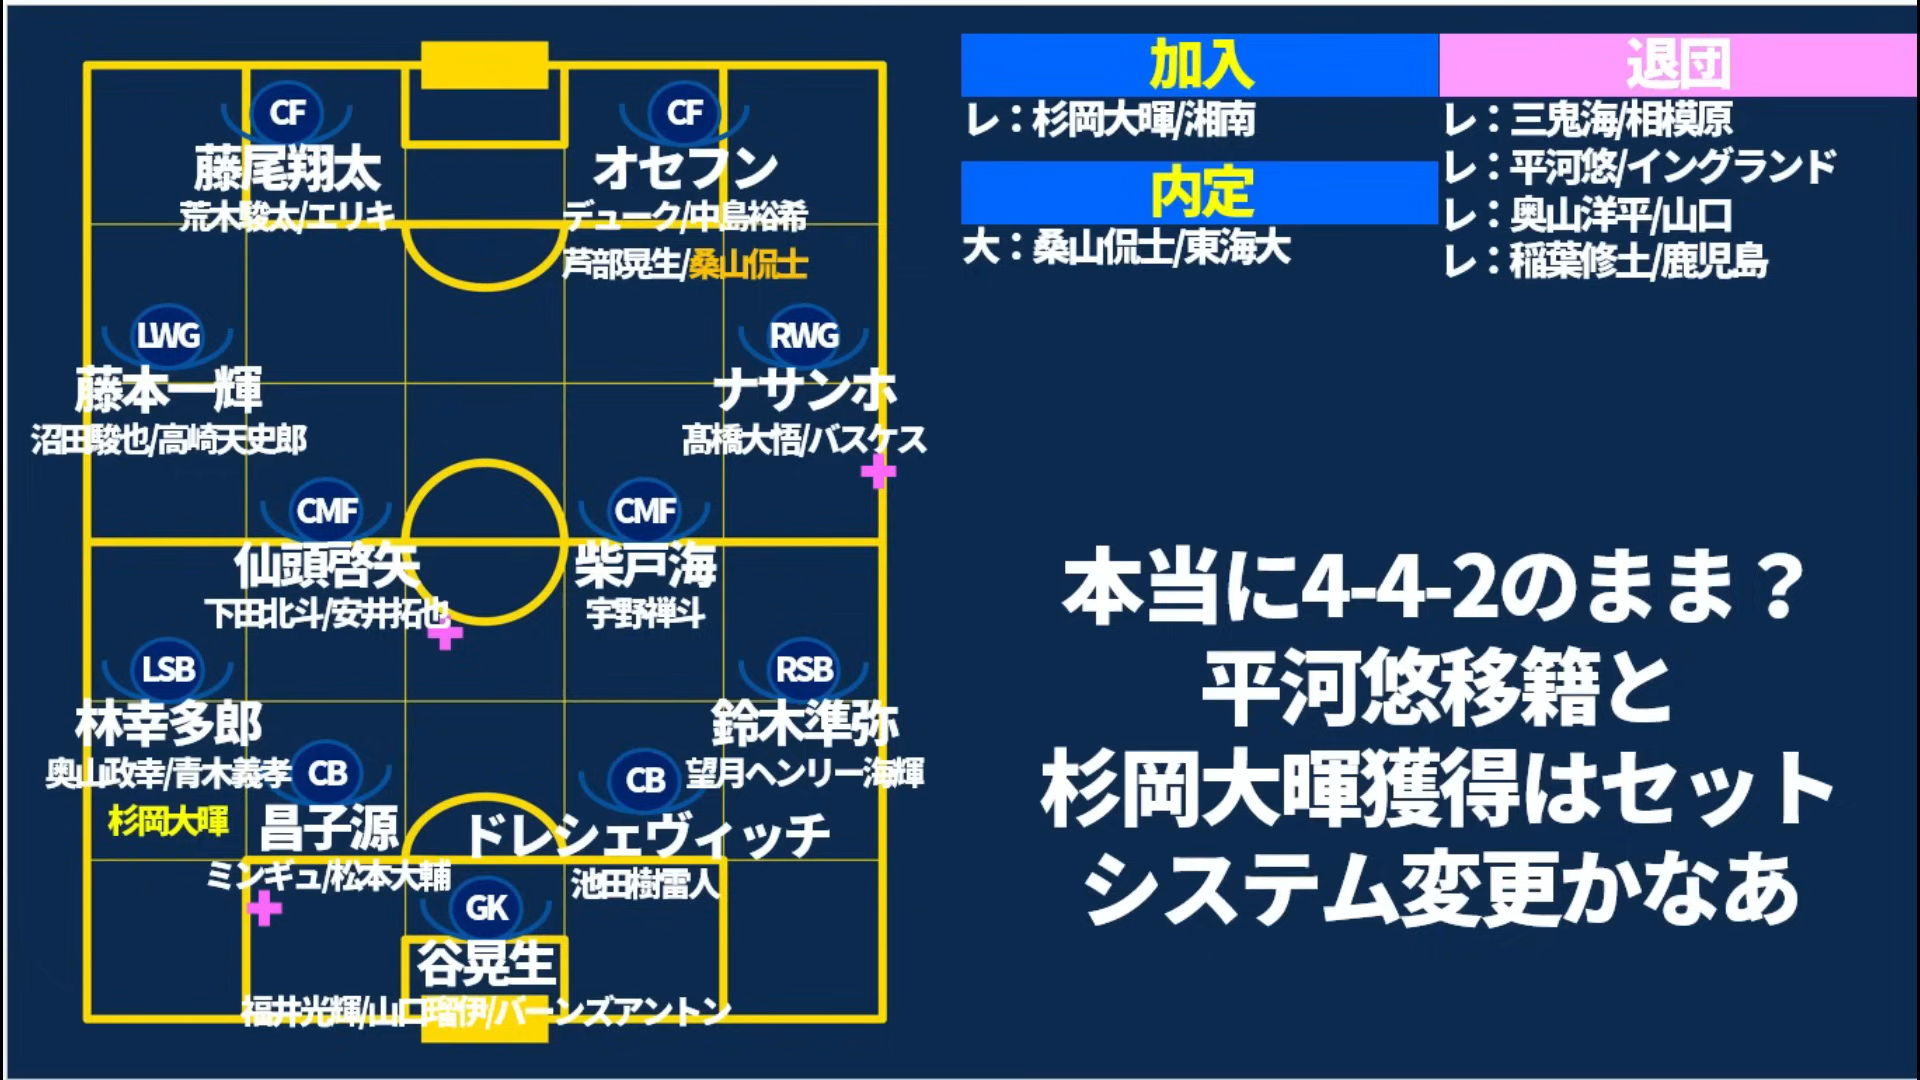 CF
CF
藤尾翔太
オセフン
荒木駿太/エリキ
デューク/中島裕希
芦部晃生/桑山侃士
LWG
RWG
藤本一輝
ナサンホ
沼田駿也/高崎天史郎
髙橋大悟/バスケス
CMF
CMF
仙頭啓矢
柴戸海
下田北斗/安井拓也
宇野禅斗
LSB
RSB
林幸多郎
鈴木準弥
奥山政幸/青木義孝
CB
CB
望月ヘンリー海輝
杉岡大暉
昌子源
ドレシェヴィッチ
ミンギュ/松本大輔
池田樹雷人
GK
谷晃生
福井光輝/山口瑠伊/バーンズアントン
加入
レ：杉岡大暉/湘南
内定
大：桑山侃士/東海大
退団
レ：三鬼海/相模原
レ：平河悠/イングランド
レ：奥山洋平/山口
レ：稲葉修土/鹿児島
本当に4-4-2のまま？
平河悠移籍と
杉岡大暉獲得はセット
システム変更かなあ